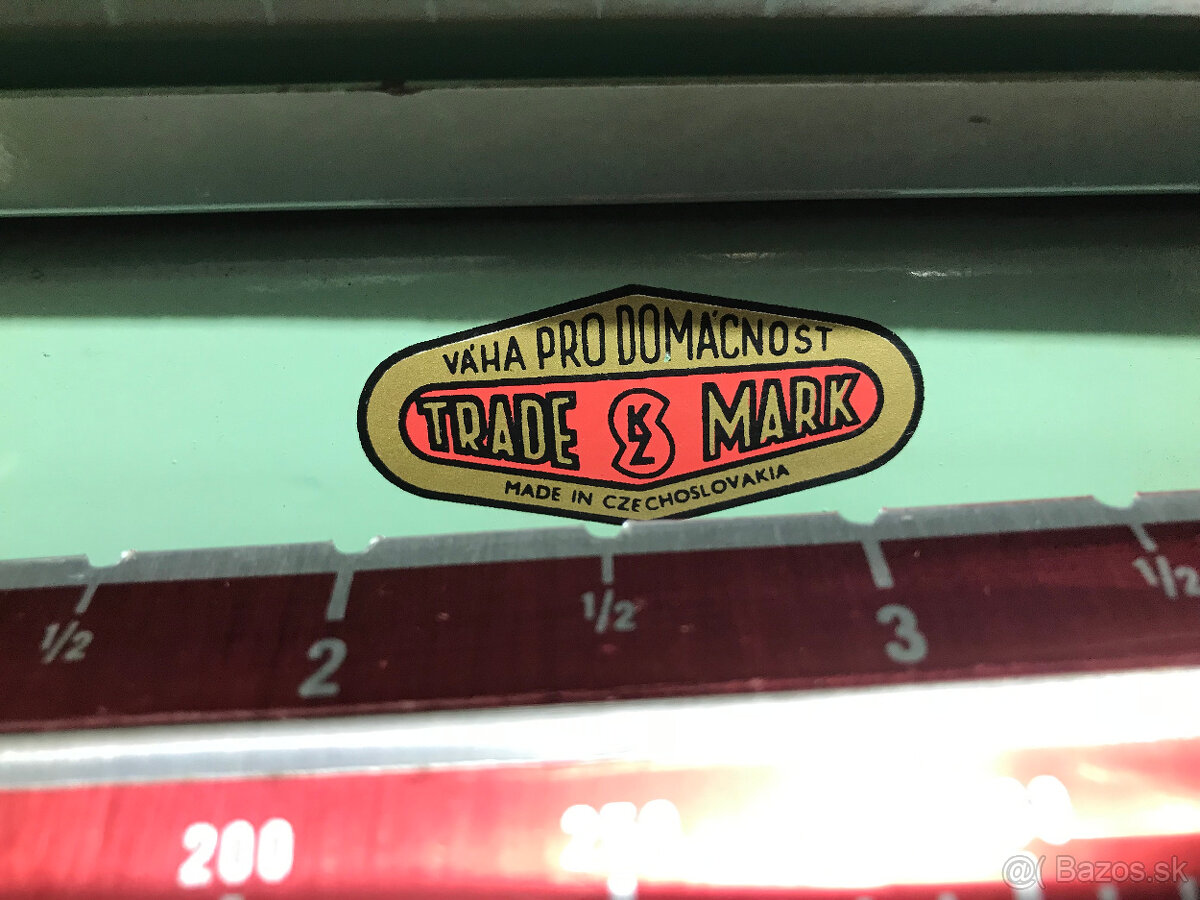 VÁHA PRO DOMÁCNOST
TRADE KZ MARK
MADE IN CZECHOSLOVAKIA
1/2 2 1/2 3 1/2
200 250
@( Bazos.sk